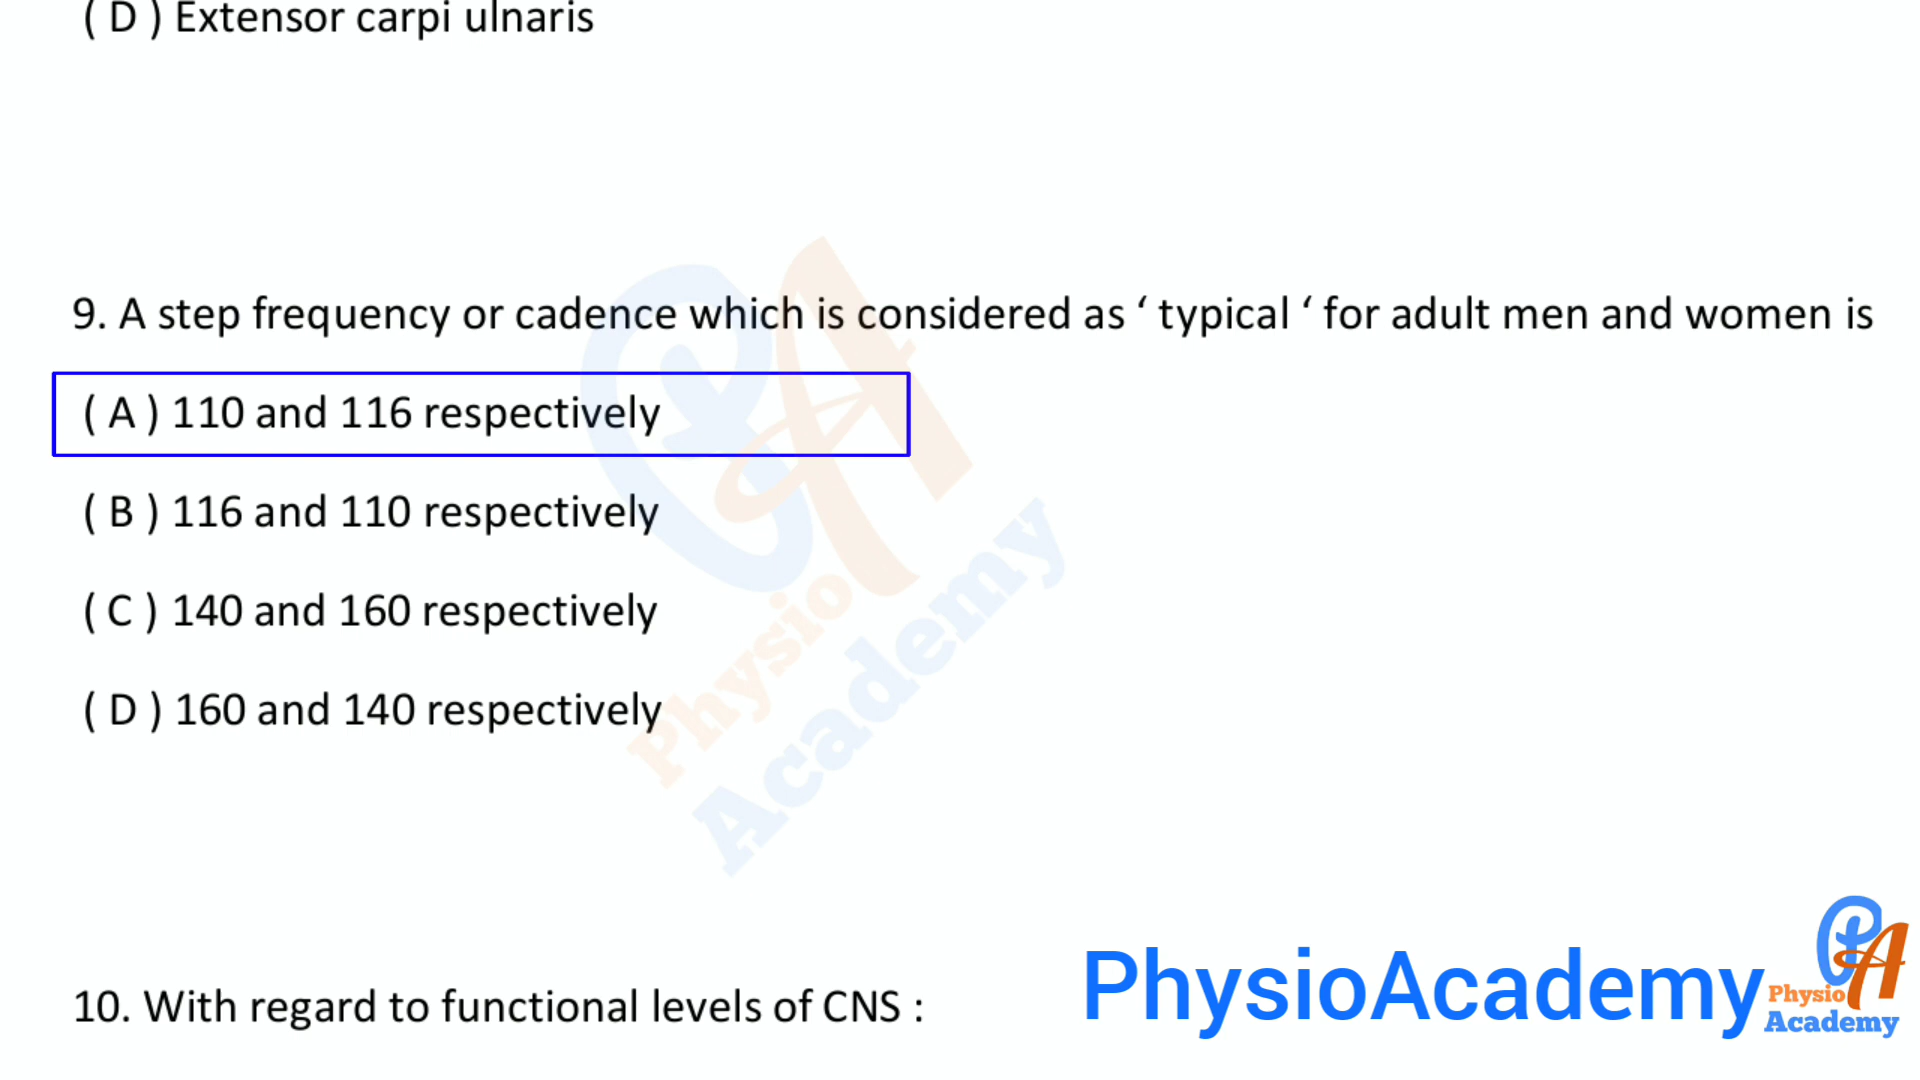 ( D ) Extensor carpi ulnaris
9. A step frequency or cadence which is considered as ‘ typical ‘ for adult men and women is
( A ) 110 and 116 respectively
( B ) 116 and 110 respectively
( C ) 140 and 160 respectively
( D ) 160 and 140 respectively
Physio
Academy
10. With regard to functional levels of CNS :
PhysioAcademy
Physio
Academy